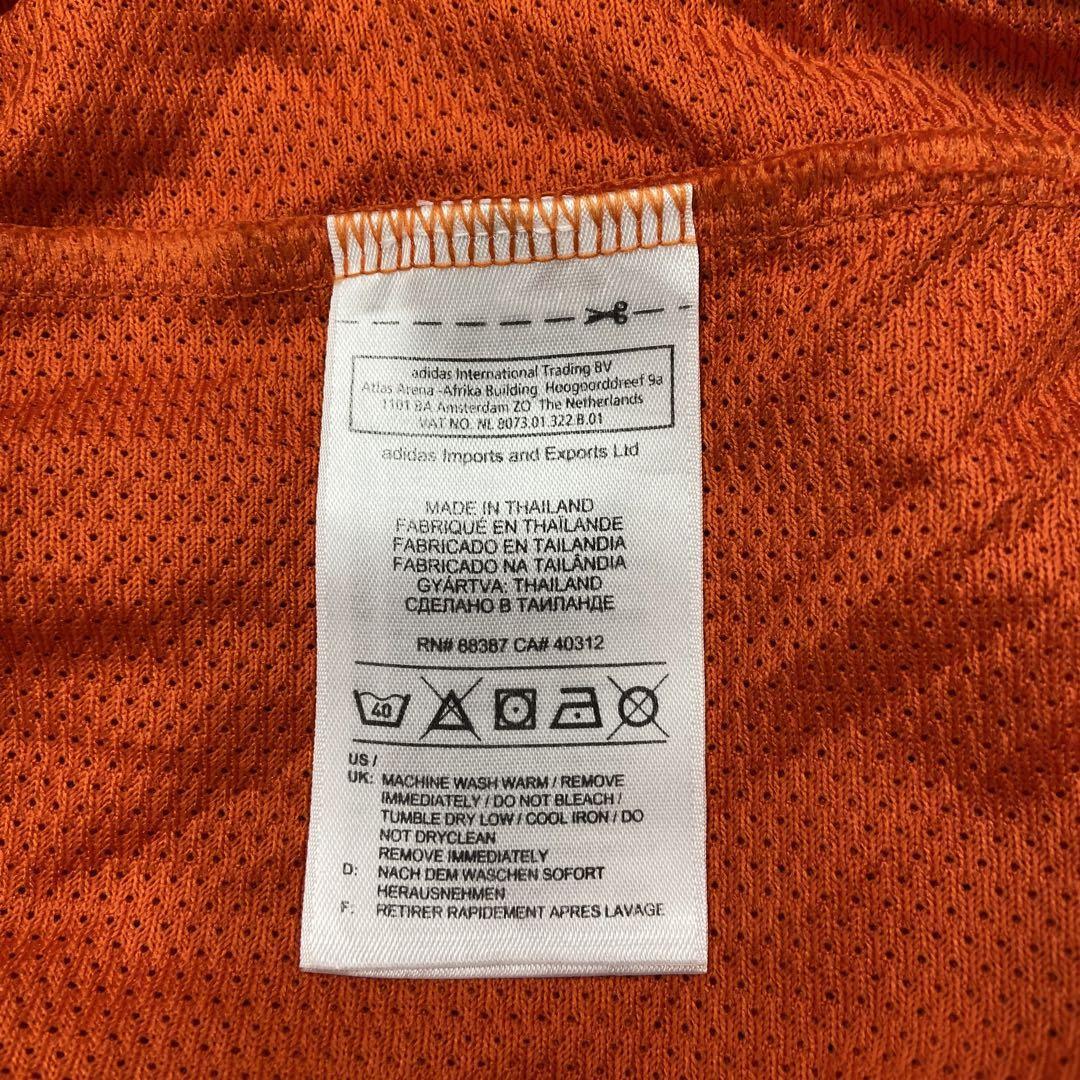 adidas International Trading BV
Atlas Arena -Afrika Building Hoogoorddreef 9a
1101 BA Amsterdam ZO The Netherlands
VAT NO. NL 8073.01.322.B.01
adidas Imports and Exports Ltd
MADE IN THAILAND
FABRIQUÉ EN THAÏLANDE
FABRICADO EN TAILANDIA
FABRICADO NA TAILÂNDIA
GYÁRTVA: THAILAND
СДЕЛАНО В ТАИЛАНДЕ
RN# 88387 CA# 40312
40
US /
UK: MACHINE WASH WARM / REMOVE
IMMEDIATELY / DO NOT BLEACH /
TUMBLE DRY LOW / COOL IRON / DO
NOT DRYCLEAN
REMOVE IMMEDIATELY
D: NACH DEM WASCHEN SOFORT
HERAUSNEHMEN
F: RETIRER RAPIDEMENT APRES LAVAGE